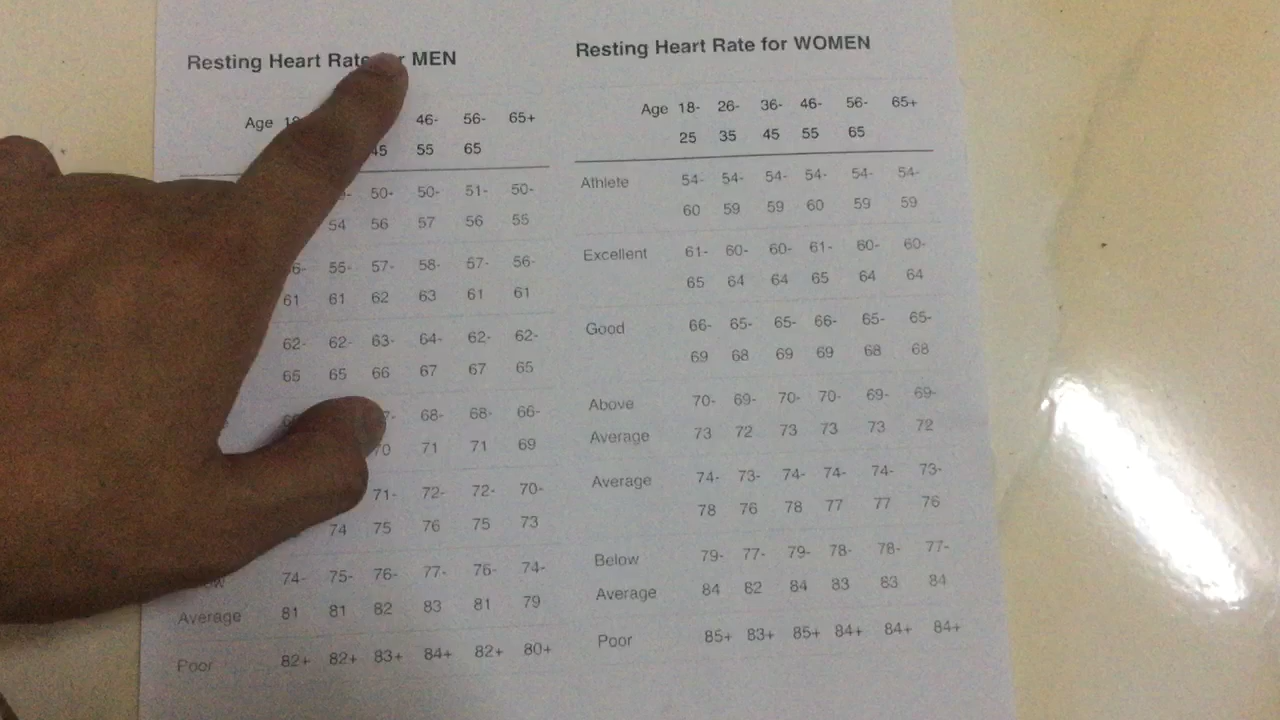 Resting Heart Rate MEN
Age 46- 56- 65+
45 55 65
50- 50- 51- 50-
54 56 57 56 55
55- 57- 58- 57- 56-
61 61 62 63 61 61
62- 62- 63- 64- 62- 62-
65 65 66 67 67 65
68- 68- 66-
70 71 71 69
71- 72- 72- 70-
74 75 76 75 73
74- 75- 76- 77- 76- 74-
Average 81 81 82 83 81 79
Poor 82+ 82+ 83+ 84+ 82+ 80+
Resting Heart Rate for WOMEN
Age 18- 26- 36- 46- 56- 65+
25 35 45 55 65
Athlete 54- 54- 54- 54- 54- 54-
60 59 59 60 59 59
Excellent 61- 60- 60- 61- 60- 60-
65 64 64 65 64 64
Good 66- 65- 65- 66- 65- 65-
69 68 69 69 68 68
Above 70- 69- 70- 70- 69- 69-
Average 73 72 73 73 73 72
Average 74- 73- 74- 74- 74- 73-
78 76 78 77 77 76
Below 79- 77- 79- 78- 78- 77-
Average 84 82 84 83 83 84
Poor 85+ 83+ 85+ 84+ 84+ 84+